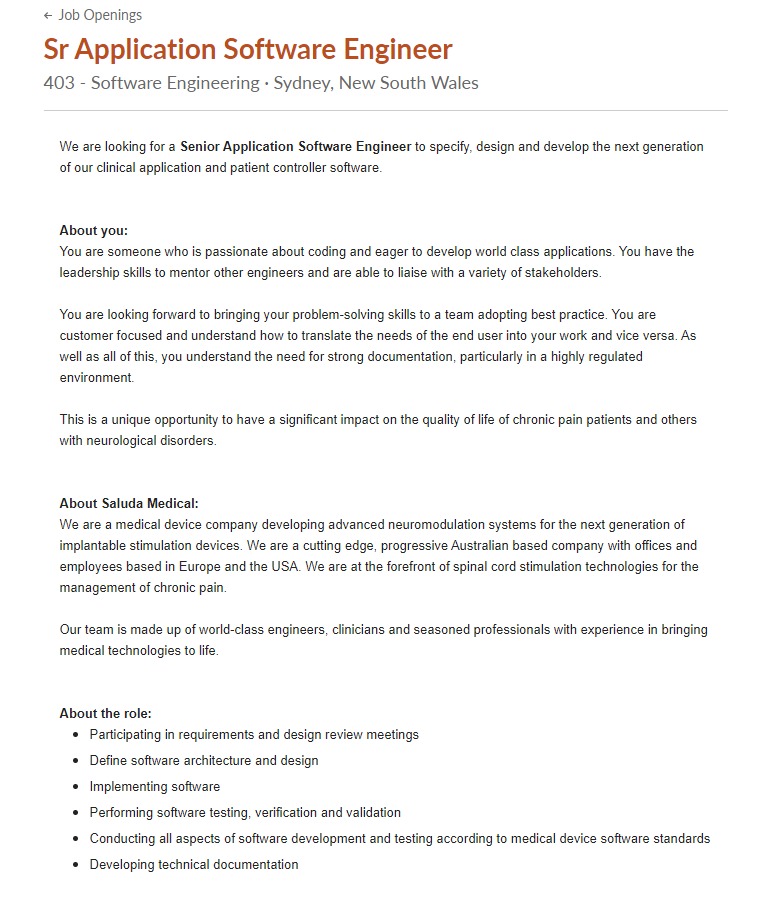 ← Job Openings
Sr Application Software Engineer
403 - Software Engineering · Sydney, New South Wales
We are looking for a Senior Application Software Engineer to specify, design and develop the next generation
of our clinical application and patient controller software.
About you:
You are someone who is passionate about coding and eager to develop world class applications. You have the
leadership skills to mentor other engineers and are able to liaise with a variety of stakeholders.
You are looking forward to bringing your problem-solving skills to a team adopting best practice. You are
customer focused and understand how to translate the needs of the end user into your work and vice versa. As
well as all of this, you understand the need for strong documentation, particularly in a highly regulated
environment.
This is a unique opportunity to have a significant impact on the quality of life of chronic pain patients and others
with neurological disorders.
About Saluda Medical:
We are a medical device company developing advanced neuromodulation systems for the next generation of
implantable stimulation devices. We are a cutting edge, progressive Australian based company with offices and
employees based in Europe and the USA. We are at the forefront of spinal cord stimulation technologies for the
management of chronic pain.
Our team is made up of world-class engineers, clinicians and seasoned professionals with experience in bringing
medical technologies to life.
About the role:
• Participating in requirements and design review meetings
• Define software architecture and design
• Implementing software
• Performing software testing, verification and validation
• Conducting all aspects of software development and testing according to medical device software standards
• Developing technical documentation